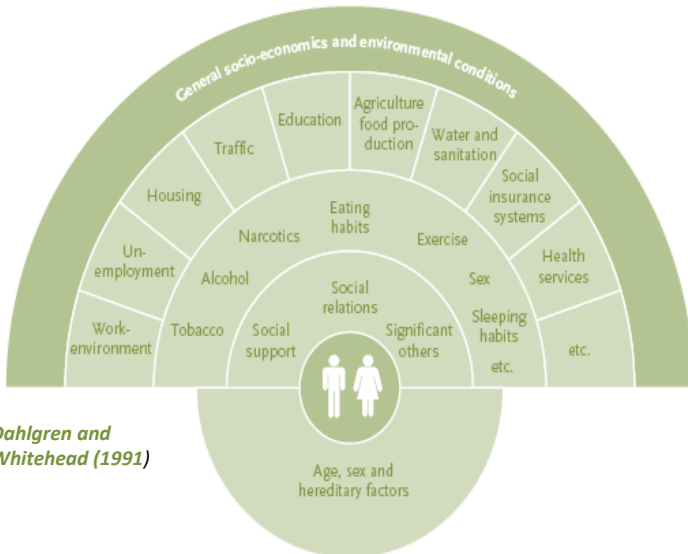 General socio-economics and environmental conditions
Work-
environment
Un-
employment
Housing
Traffic
Education
Agriculture
food pro-
duction
Water and
sanitation
Social
insurance
systems
Health
services
etc.
Tobacco
Alcohol
Narcotics
Eating
habits
Exercise
Sex
Sleeping
habits
etc.
Social
support
Social
relations
Significant
others
Age, sex and
hereditary factors
Dahlgren and
Whitehead (1991)